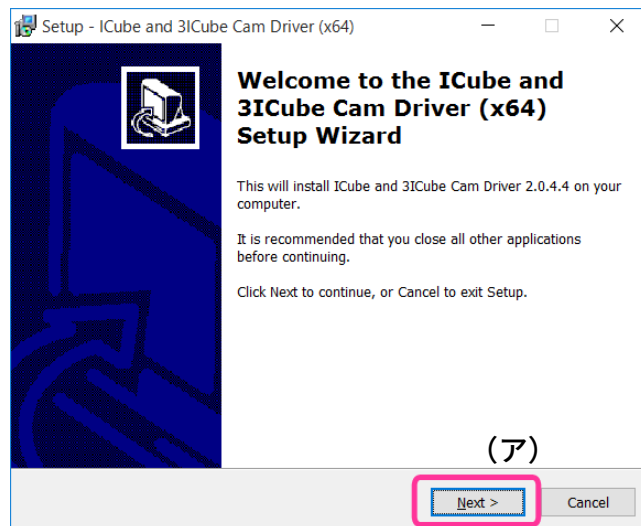 Setup - ICube and 3ICube Cam Driver (x64)
Welcome to the ICube and
3ICube Cam Driver (x64)
Setup Wizard
This will install ICube and 3ICube Cam Driver 2.0.4.4 on your
computer.
It is recommended that you close all other applications
before continuing.
Click Next to continue, or Cancel to exit Setup.
(ア)
Next >
Cancel